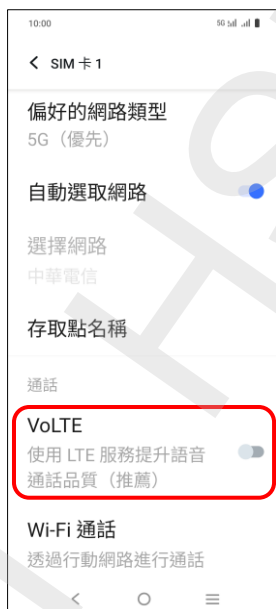 10:00
5G
SIM 卡 1
偏好的網路類型
5G（優先）
自動選取網路
選擇網路
中華電信
存取點名稱
通話
VoLTE
使用 LTE 服務提升語音
通話品質（推薦）
Wi-Fi 通話
透過行動網路進行通話